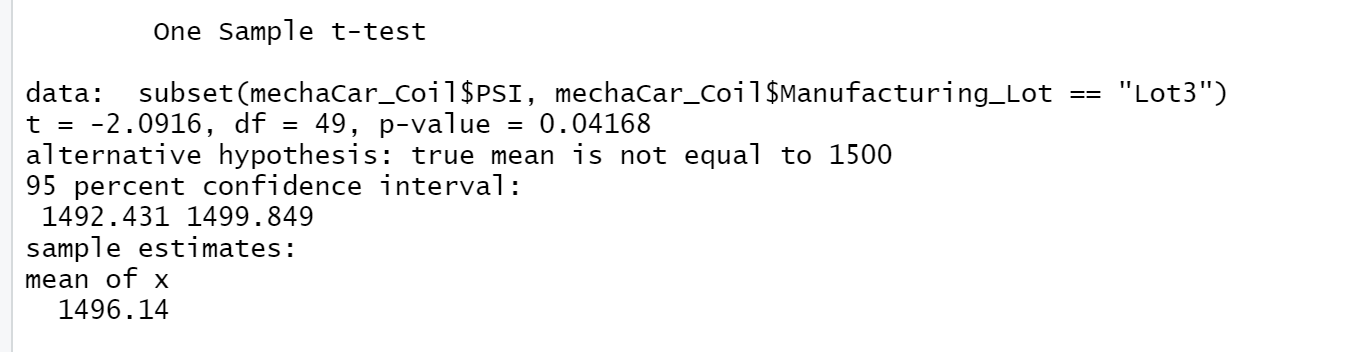 One Sample t-test
data:  subset(mechaCar_Coil$PSI, mechaCar_Coil$Manufacturing_Lot == "Lot3")
t = -2.0916, df = 49, p-value = 0.04168
alternative hypothesis: true mean is not equal to 1500
95 percent confidence interval:
1492.431 1499.849
sample estimates:
mean of x
1496.14